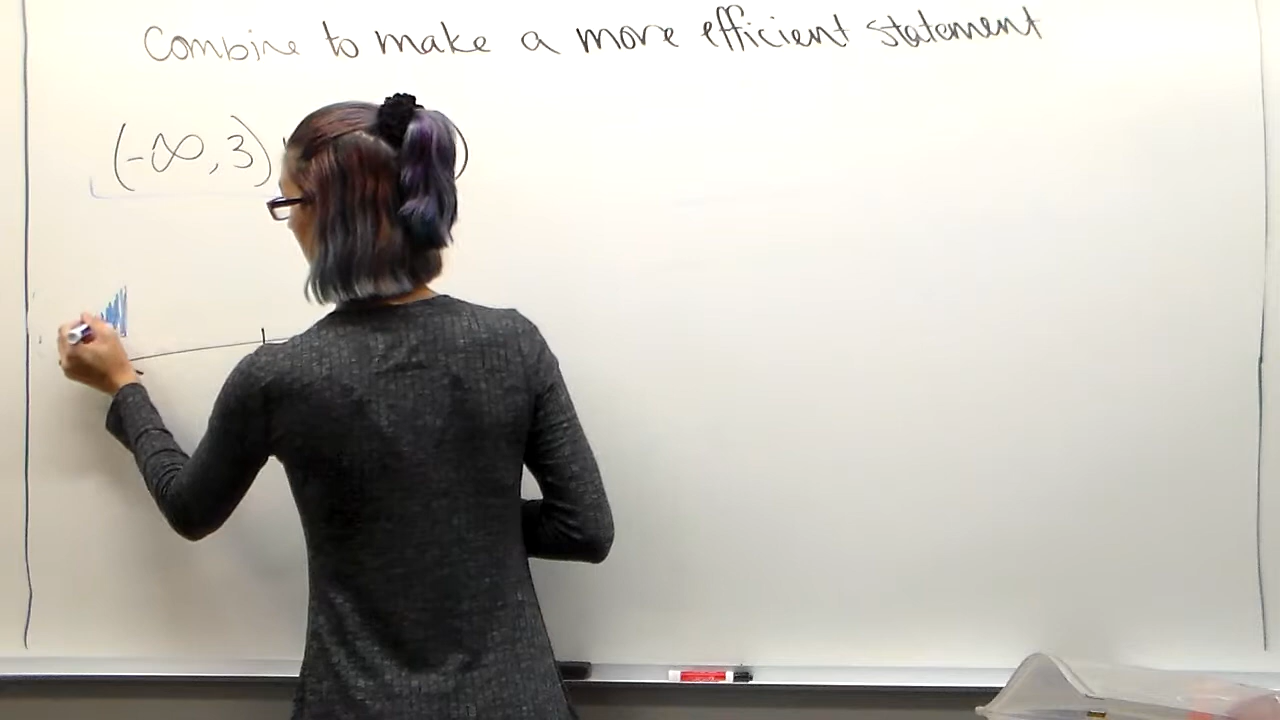 Combine to make a more efficient statement
(-∞, 3) )